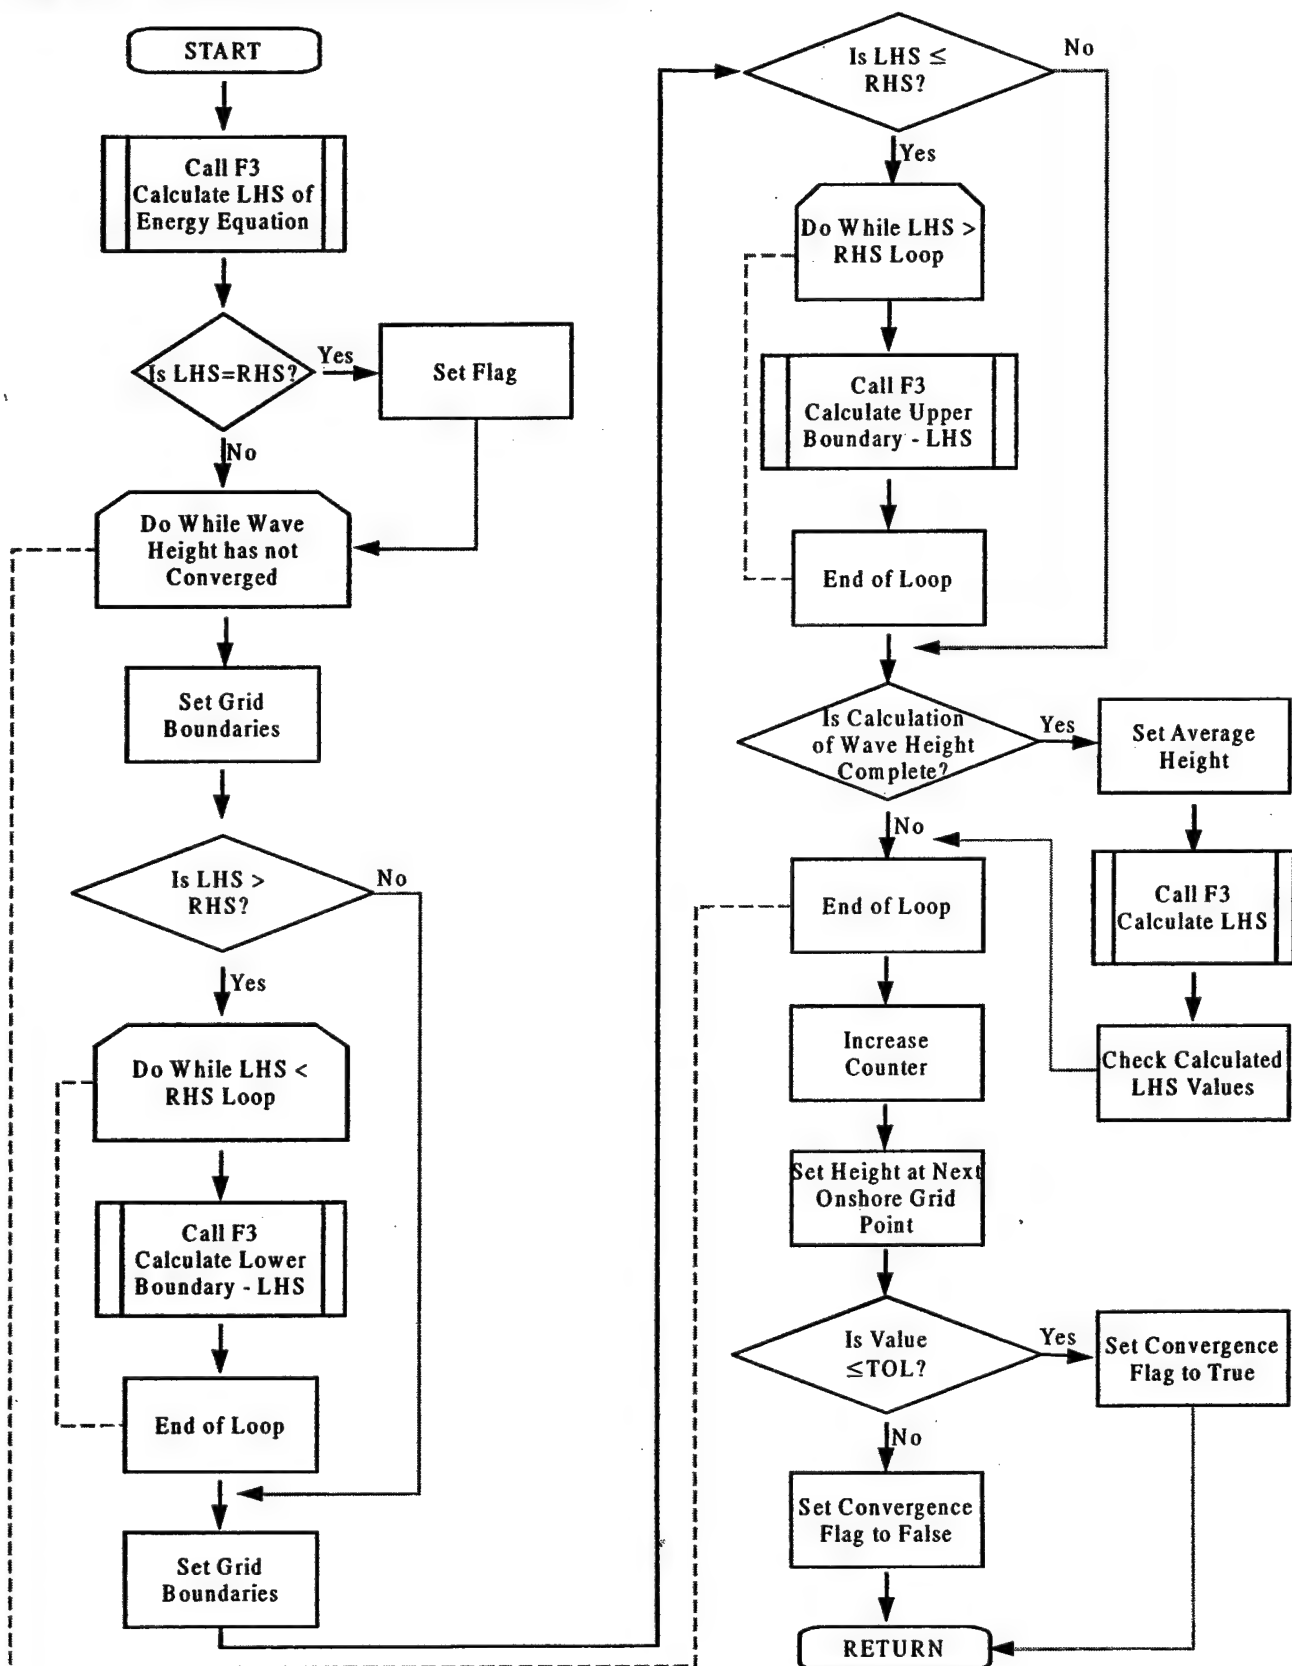 START
Call F3
Calculate LHS of
Energy Equation
Is LHS=RHS?
Yes
Set Flag
No
Do While Wave
Height has not
Converged
Set Grid
Boundaries
Is LHS >
RHS?
No
Yes
Do While LHS <
RHS Loop
Call F3
Calculate Lower
Boundary - LHS
End of Loop
Set Grid
Boundaries
Is LHS ≤
RHS?
No
Yes
Do While LHS >
RHS Loop
Call F3
Calculate Upper
Boundary - LHS
End of Loop
Is Calculation
of Wave Height
Complete?
Yes
Set Average
Height
No
Call F3
Calculate LHS
Check Calculated
LHS Values
End of Loop
Increase
Counter
Set Height at Next
Onshore Grid
Point
Is Value
≤TOL?
Yes
Set Convergence
Flag to True
No
Set Convergence
Flag to False
RETURN